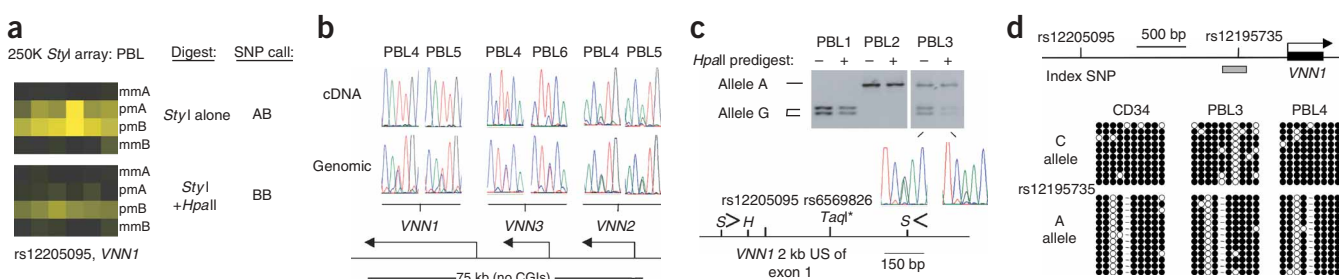 a
250K StyI array: PBL
Digest:
SNP call:
mmA
pmA
pmB
mmB
StyI alone
AB
mmA
pmA
pmB
mmB
StyI
+HpaII
BB
rs12205095, VNN1
b
PBL4 PBL5
PBL4 PBL6
PBL4 PBL5
cDNA
Genomic
VNN1
VNN3
VNN2
75 kb (no CGIs)
c
PBL1 PBL2 PBL3
HpaII predigest:
– + – + – +
Allele A
Allele G
rs12205095 rs6569826
TaqI*
S > H
S <
VNN1 2 kb US of
exon 1
150 bp
d
rs12205095
500 bp
rs12195735
Index SNP
VNN1
CD34
PBL3
PBL4
C
allele
rs12195735
A
allele